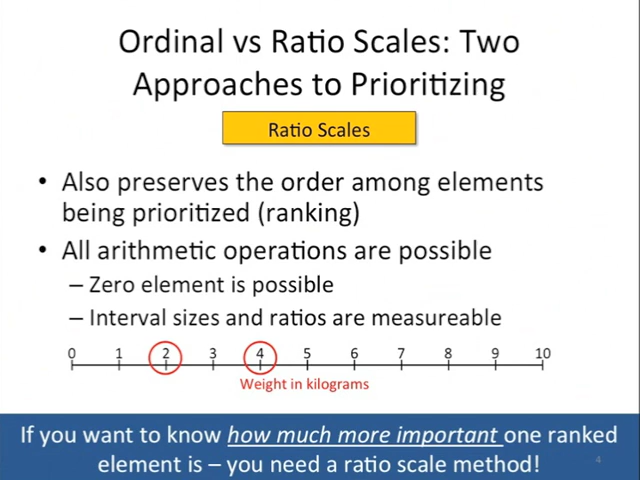 Ordinal vs Ratio Scales: Two
Approaches to Prioritizing
Ratio Scales
• Also preserves the order among elements
being prioritized (ranking)
• All arithmetic operations are possible
– Zero element is possible
– Interval sizes and ratios are measureable
0 1 2 3 4 5 6 7 8 9 10
Weight in kilograms
If you want to know how much more important one ranked
element is – you need a ratio scale method!
4